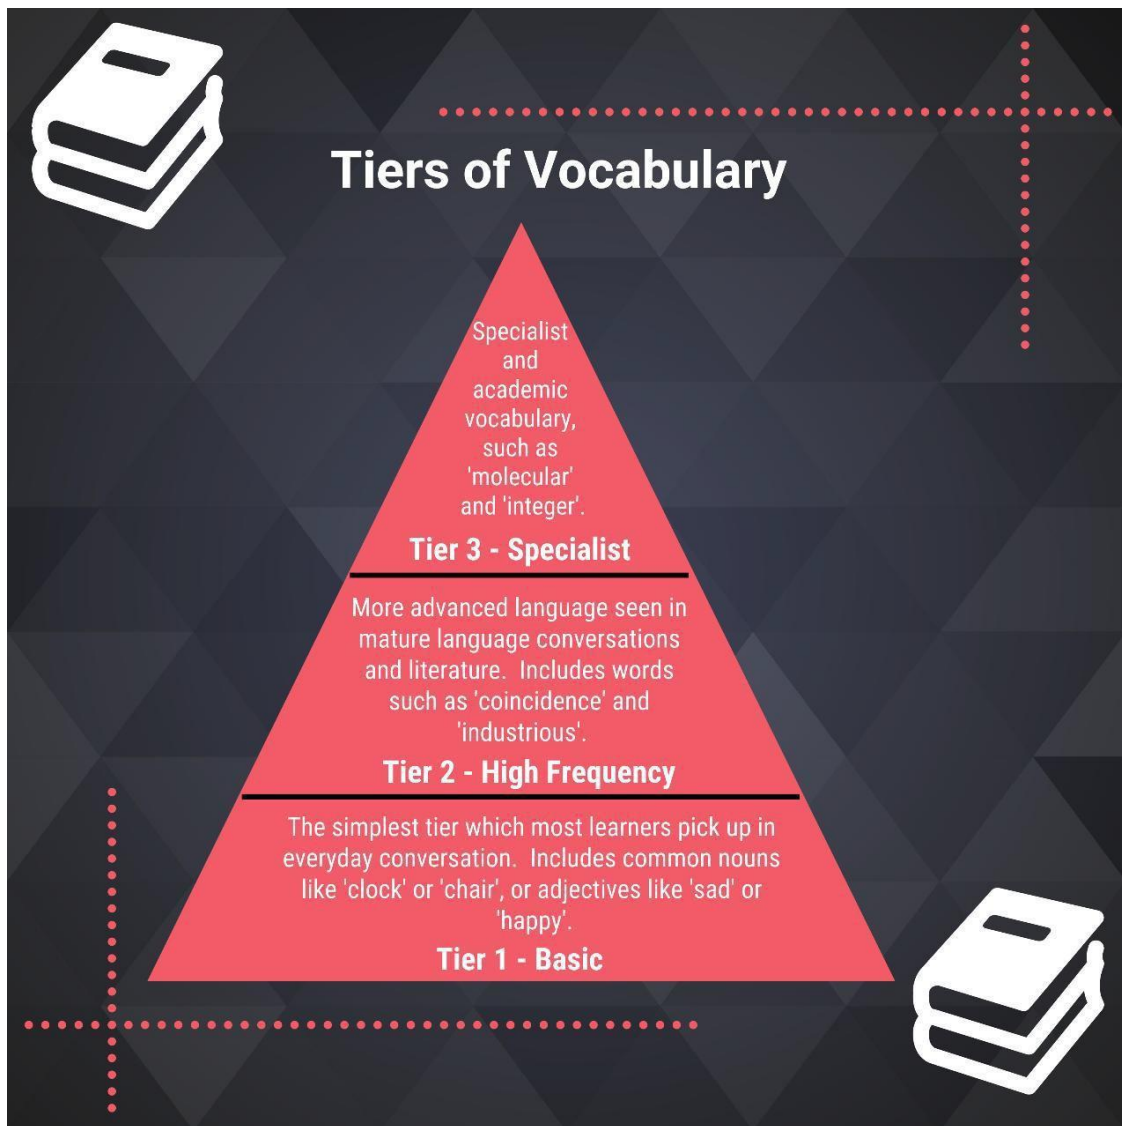 Tiers of Vocabulary
Specialist
and
academic
vocabulary,
such as
'molecular'
and 'integer'.
Tier 3 - Specialist
More advanced language seen in
mature language conversations
and literature.  Includes words
such as 'coincidence' and
'industrious'.
Tier 2 - High Frequency
The simplest tier which most learners pick up in
everyday conversation.  Includes common nouns
like 'clock' or 'chair', or adjectives like 'sad' or
'happy'.
Tier 1 - Basic